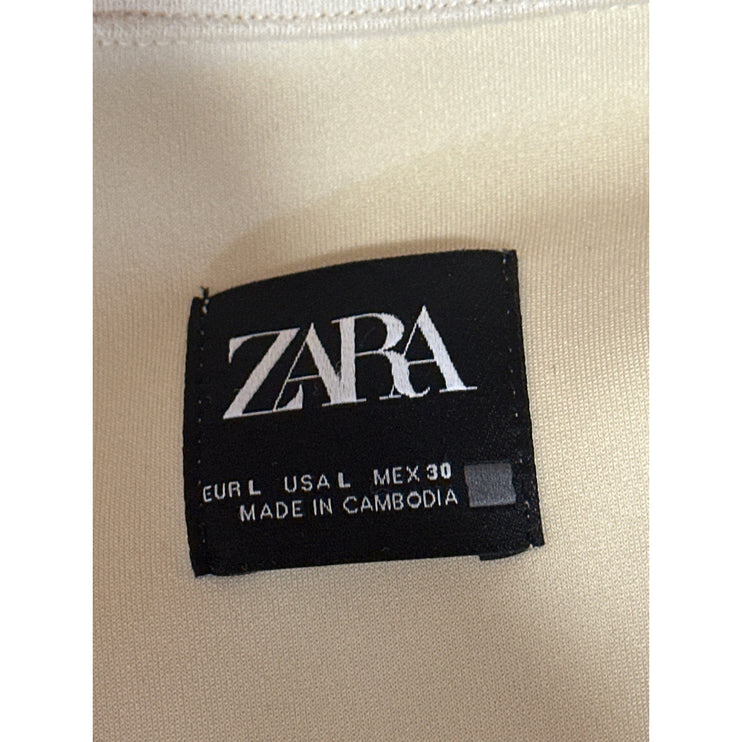 ZARA
EUR L USA L MEX 30
MADE IN CAMBODIA